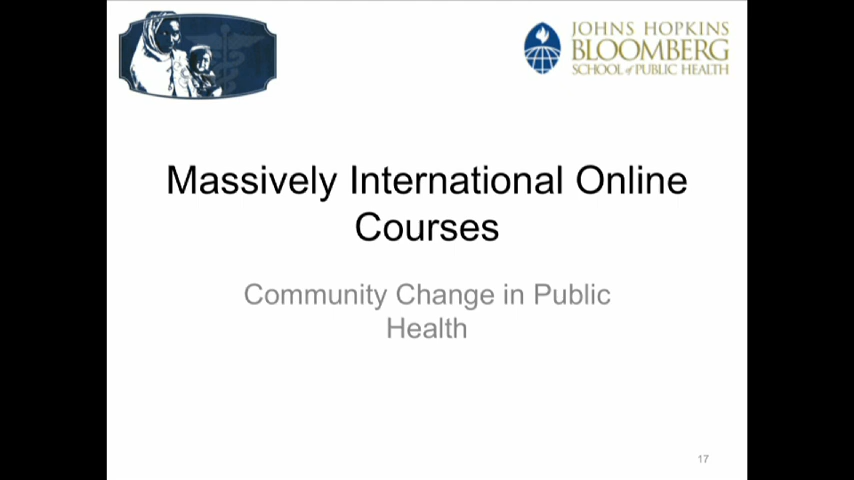 JOHNS HOPKINS
BLOOMBERG
SCHOOL of PUBLIC HEALTH
Massively International Online
Courses
Community Change in Public
Health
17